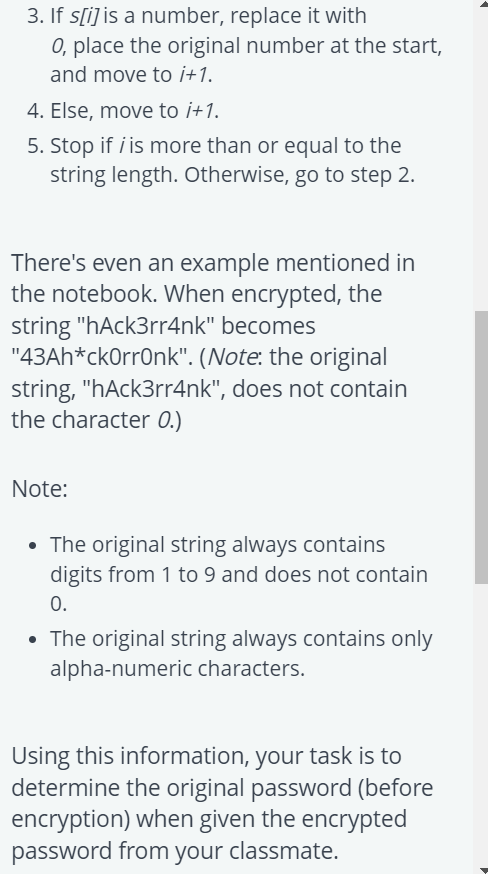 3. If s[i] is a number, replace it with
0, place the original number at the start,
and move to i+1.
4. Else, move to i+1.
5. Stop if i is more than or equal to the
string length. Otherwise, go to step 2.
There's even an example mentioned in
the notebook. When encrypted, the
string "hAck3rr4nk" becomes
"43Ah*ck0rr0nk". (Note: the original
string, "hAck3rr4nk", does not contain
the character 0.)
Note:
• The original string always contains
digits from 1 to 9 and does not contain
0.
• The original string always contains only
alpha-numeric characters.
Using this information, your task is to
determine the original password (before
encryption) when given the encrypted
password from your classmate.